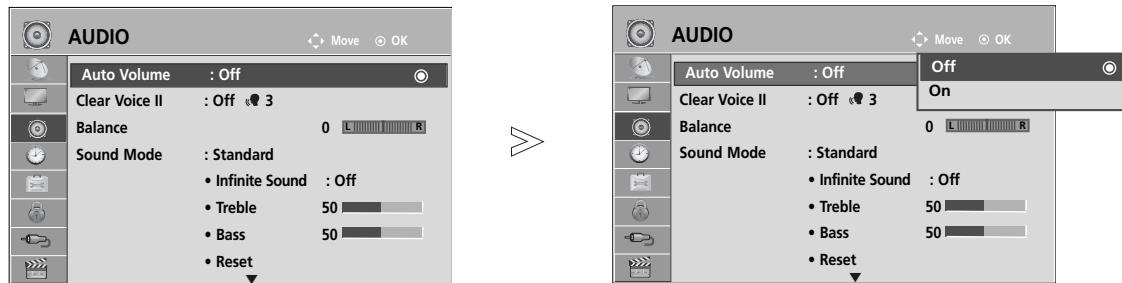 AUDIO
Move OK
Auto Volume : Off
Clear Voice II : Off 3
Balance 0 L R
Sound Mode : Standard
• Infinite Sound : Off
• Treble 50
• Bass 50
• Reset
AUDIO
Move OK
Auto Volume : Off
Off
On
Clear Voice II : Off 3
Balance 0 L R
Sound Mode : Standard
• Infinite Sound : Off
• Treble 50
• Bass 50
• Reset